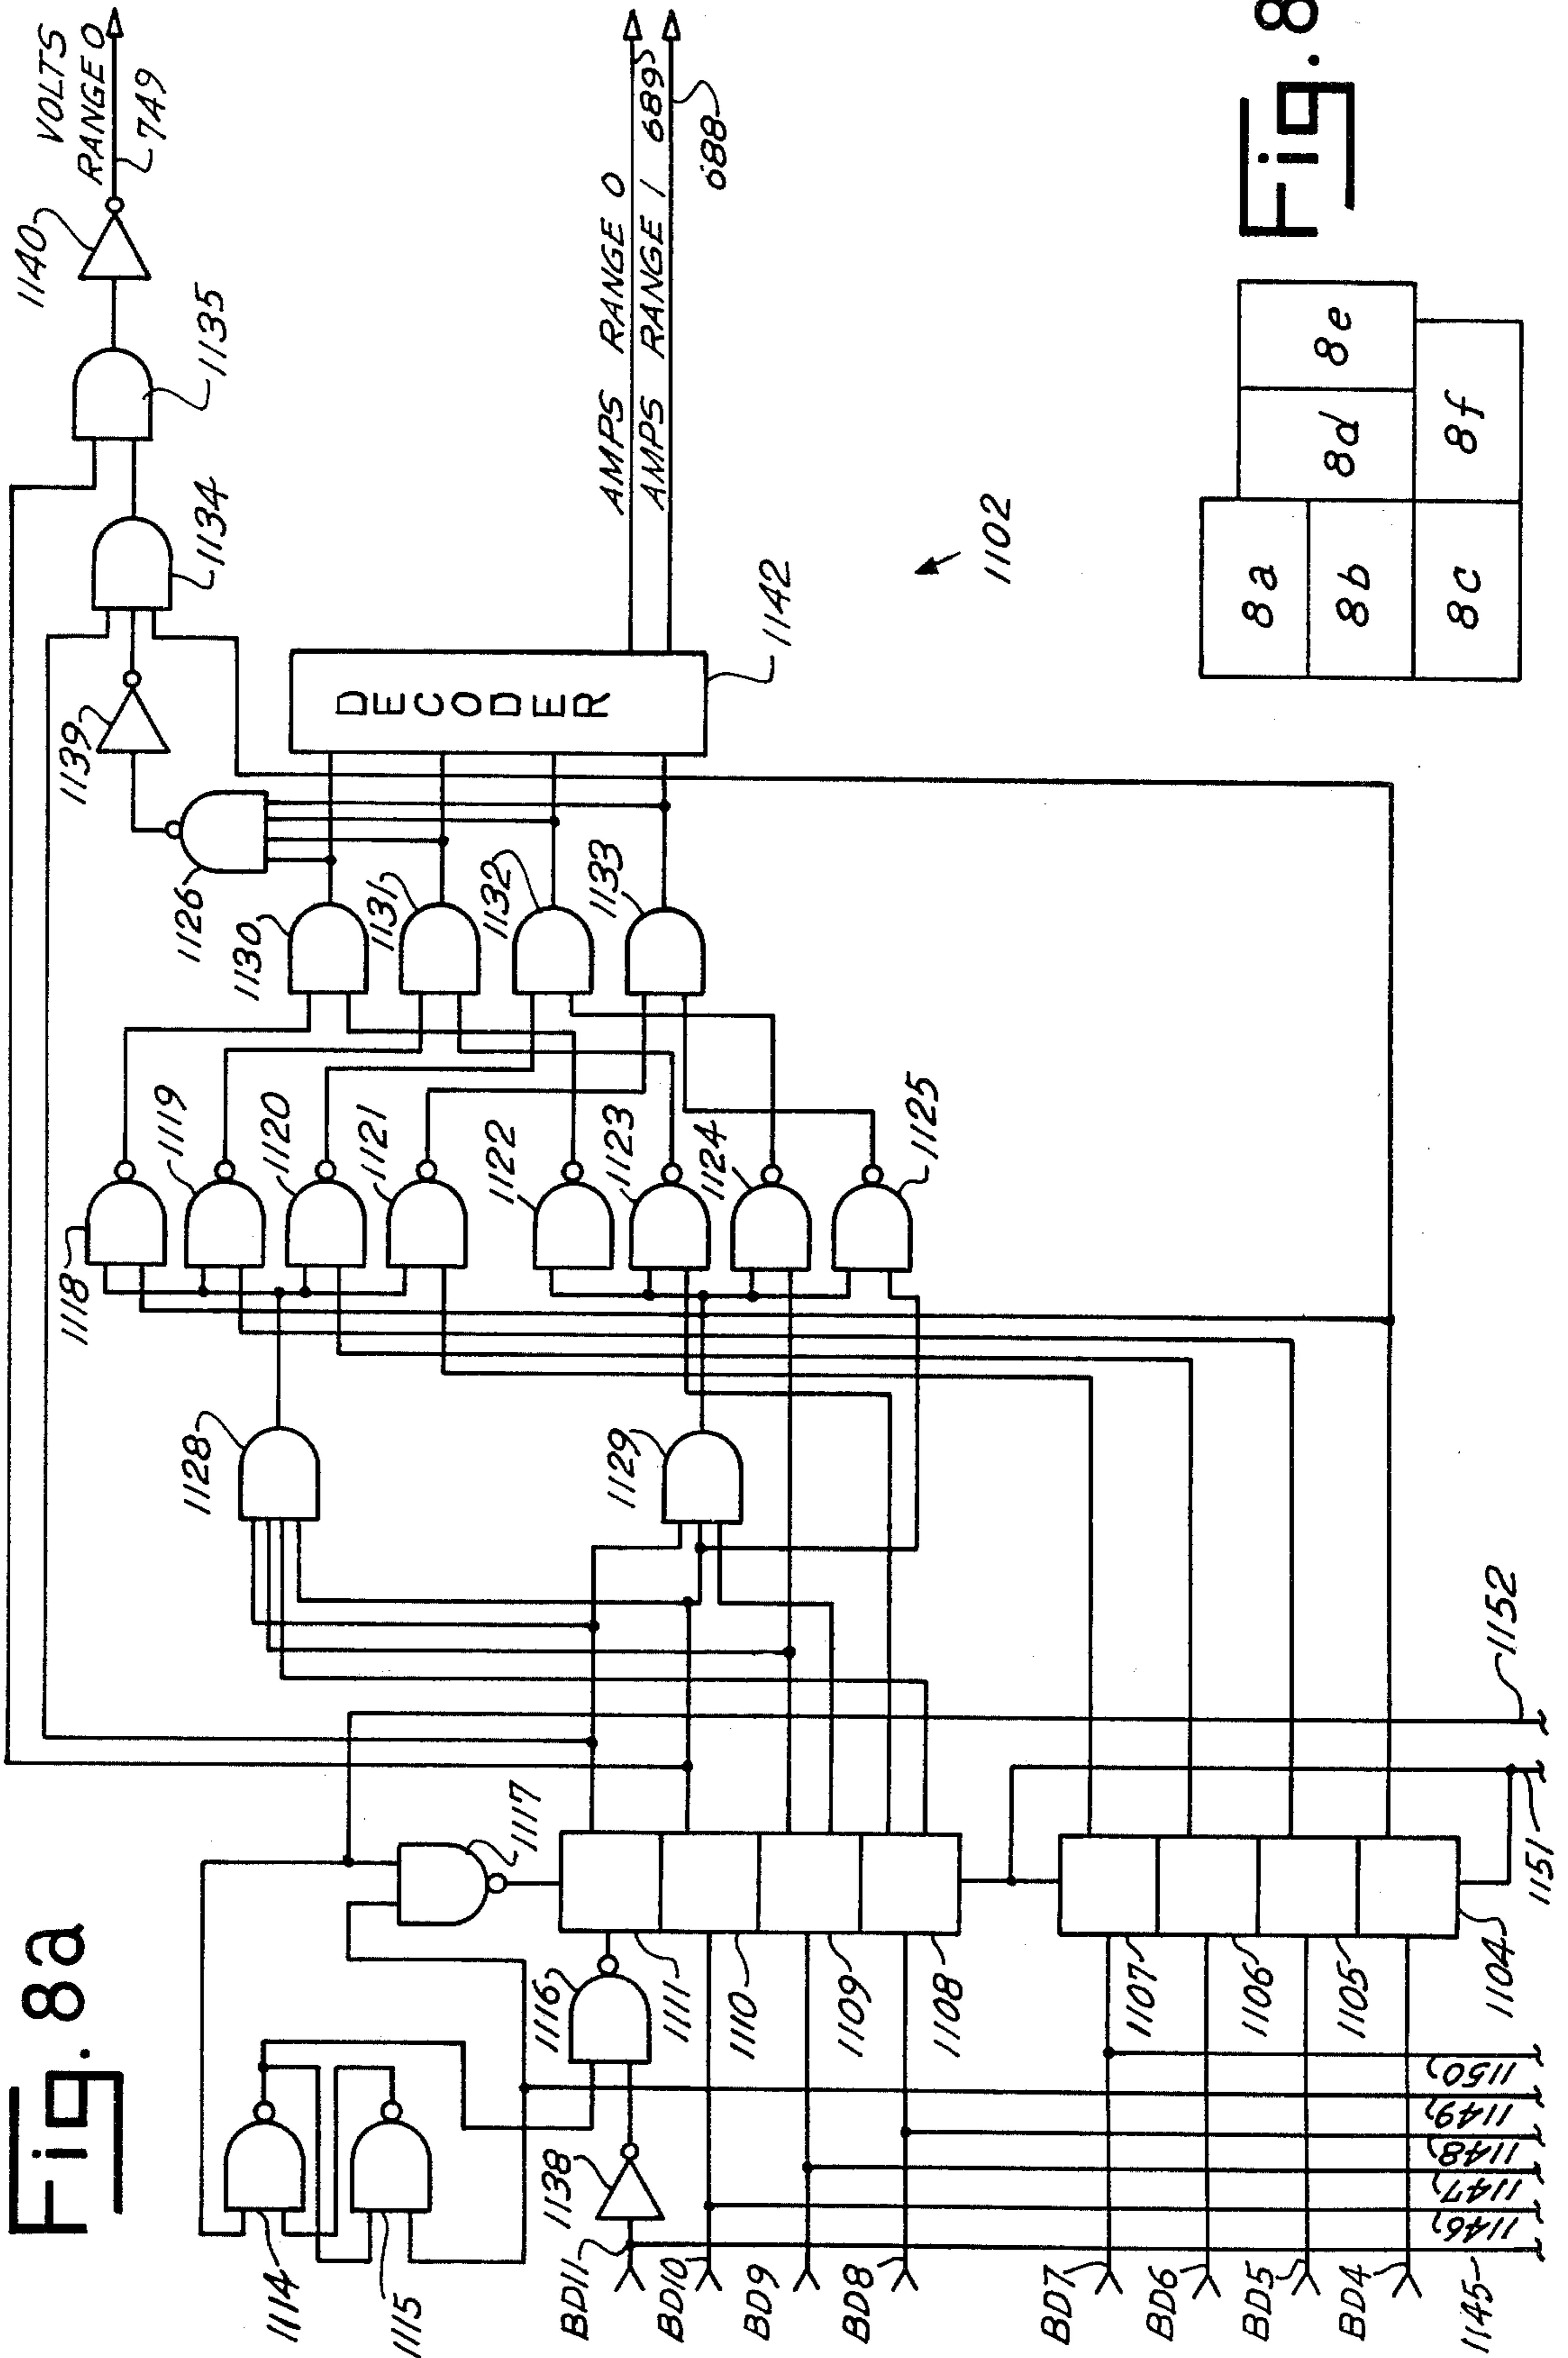 Fig. 8a
VOLTS
RANGE 0
749
1140
1135
1134
1139
1126
AMPS RANGE 0
AMPS RANGE 1
689
688
DECODER
1142
1102
1130
1131
1132
1133
1118
1119
1120
1121
1122
1123
1124
1125
1128
1129
1117
1114
1115
1116
1138
1111
1110
1109
1108
1107
1106
1105
1104
BD11
BD10
BD9
BD8
BD7
BD6
BD5
BD4
1145
1146
1147
1148
1149
1150
1151
1152
Fig. 8
8a
8b
8c
8d
8e
8f